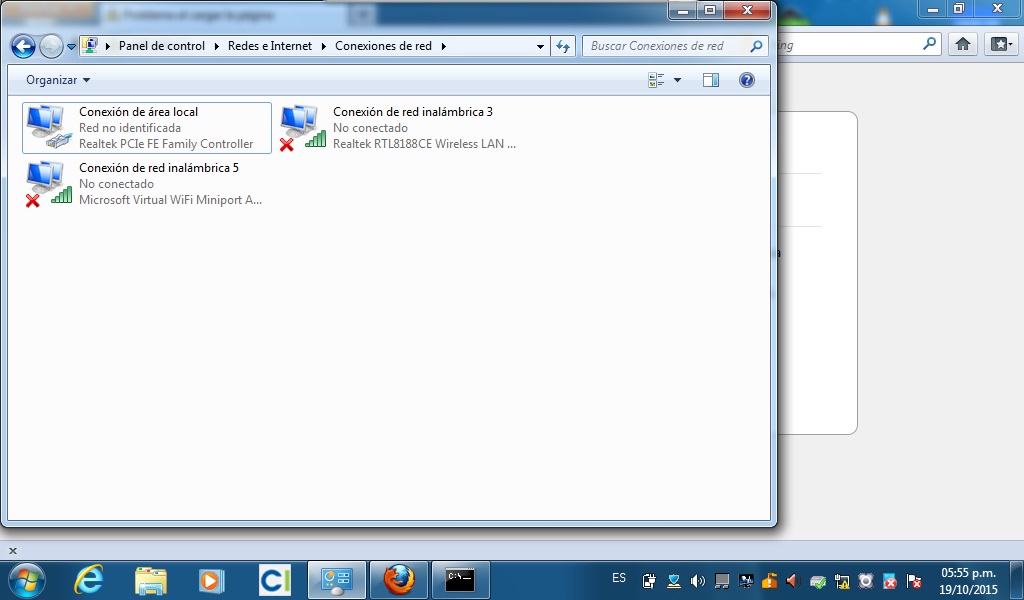 Problema al cargar la página
Panel de control Redes e Internet Conexiones de red
Buscar Conexiones de red
ing
Organizar
Conexión de área local
Red no identificada
Realtek PCIe FE Family Controller
Conexión de red inalámbrica 3
No conectado
Realtek RTL8188CE Wireless LAN ...
Conexión de red inalámbrica 5
No conectado
Microsoft Virtual WiFi Miniport A...
a
CI
C:\_
ES
05:55 p.m.
19/10/2015